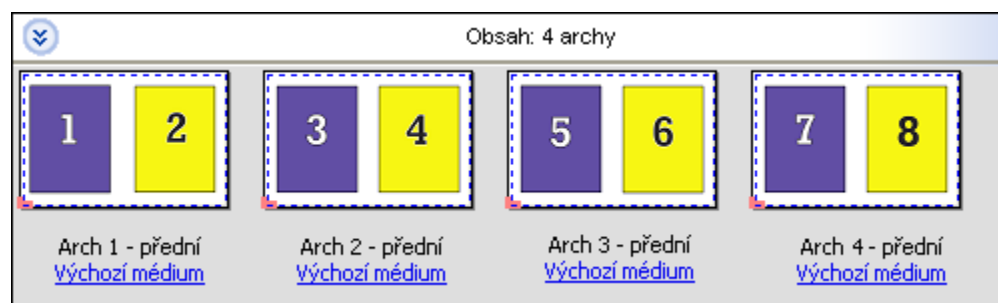 Obsah: 4 archy
1 2 3 4 5 6 7 8
Arch 1 - přední Arch 2 - přední Arch 3 - přední Arch 4 - přední
Výchozí médium Výchozí médium Výchozí médium Výchozí médium